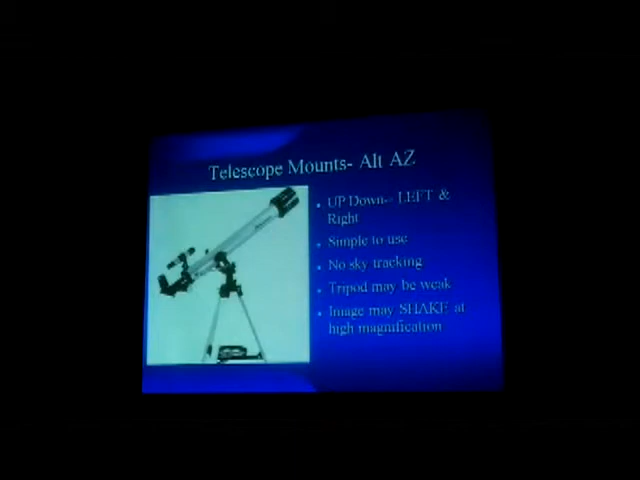 Telescope Mounts- Alt AZ
UP Down-- LEFT &
Right
Simple to use
No sky tracking
Tripod may be weak
Image may SHAKE at
high magnification